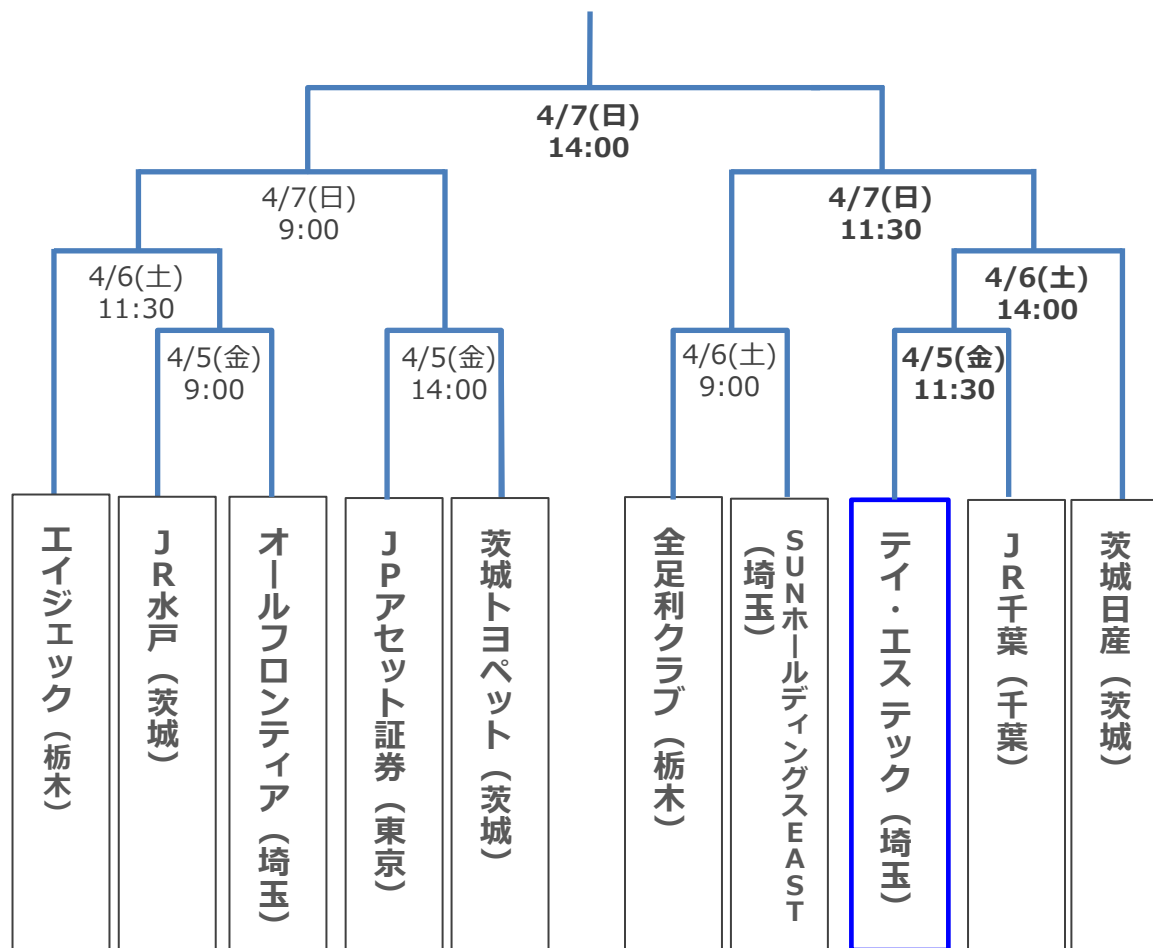 4/7(日)
14:00
4/7(日)
9:00
4/7(日)
11:30
4/6(土)
11:30
4/6(土)
14:00
4/5(金)
9:00
4/5(金)
14:00
4/6(土)
9:00
4/5(金)
11:30
エイジェック（栃木）
JR水戸（茨城）
オールフロンティア（埼玉）
JPアセット証券（東京）
茨城トヨペット（茨城）
全足利クラブ（栃木）
SUNホールディングスEAST
（埼玉）
テイ・エス テック（埼玉）
JR千葉（千葉）
茨城日産（茨城）